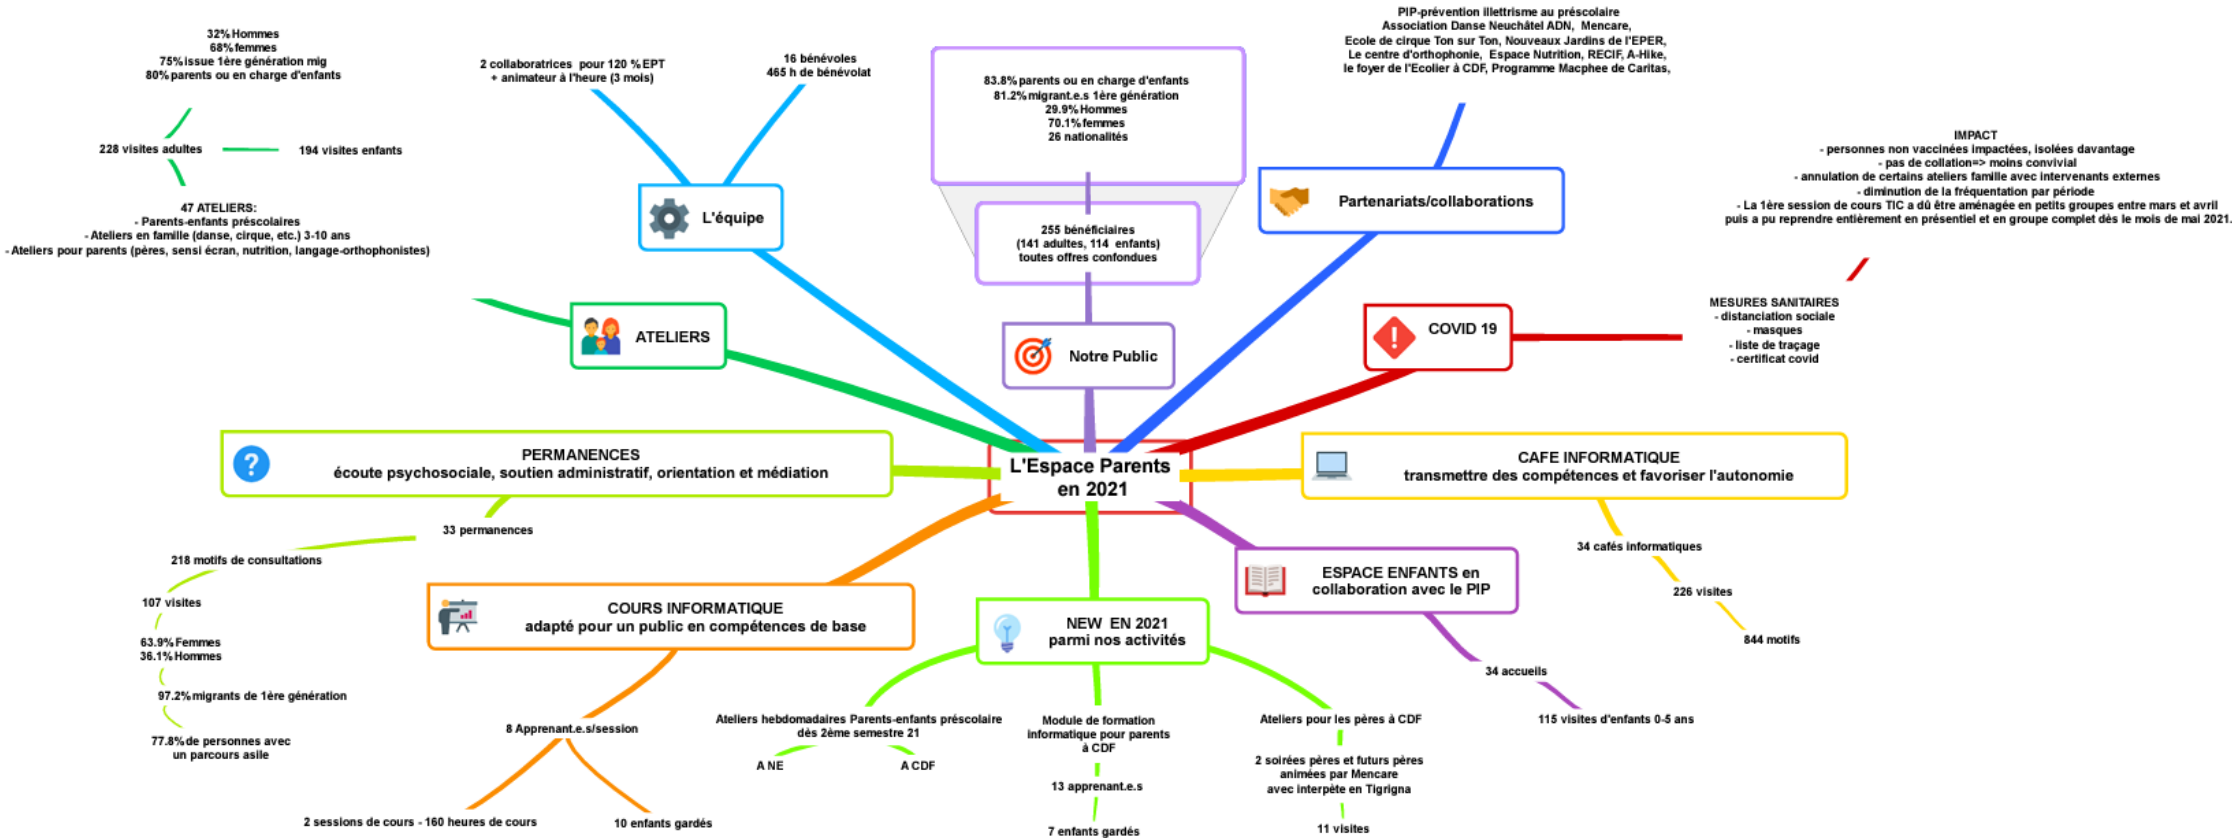 L'Espace Parents
en 2021
ATELIERS
47 ATELIERS:
- Parents-enfants préscolaires
- Ateliers en famille (danse, cirque, etc.) 3-10 ans
- Ateliers pour parents (pères, sensi écran, nutrition, langage-orthophonistes)
228 visites adultes
194 visites enfants
32% Hommes
68% femmes
75% issue 1ère génération mig
80% parents ou en charge d'enfants
L'équipe
2 collaboratrices pour 120 % EPT
+ animateur à l'heure (3 mois)
16 bénévoles
465 h de bénévolat
Notre Public
255 bénéficiaires
(141 adultes, 114 enfants)
toutes offres confondues
83.8% parents ou en charge d'enfants
81.2% migrant.e.s 1ère génération
29.9% Hommes
70.1% femmes
26 nationalités
Partenariats/collaborations
PIP-prévention illettrisme au préscolaire
Association Danse Neuchâtel ADN, Mencare,
Ecole de cirque Ton sur Ton, Nouveaux Jardins de l'EPER,
Le centre d'orthophonie, Espace Nutrition, RECIF, A-Hike,
le foyer de l'Ecolier à CDF, Programme Macphee de Caritas,
COVID 19
MESURES SANITAIRES
- distanciation sociale
- masques
- liste de traçage
- certificat covid
IMPACT
- personnes non vaccinées impactées, isolées davantage
- pas de collation=> moins convivial
- annulation de certains ateliers famille avec intervenants externes
- diminution de la fréquentation par période
- La 1ère session de cours TIC a dû être aménagée en petits groupes entre mars et avril
puis a pu reprendre entièrement en présentiel et en groupe complet dès le mois de mai 2021.
PERMANENCES
écoute psychosociale, soutien administratif, orientation et médiation
33 permanences
218 motifs de consultations
107 visites
63.9% Femmes
36.1% Hommes
97.2% migrants de 1ère génération
77.8% de personnes avec
un parcours asile
CAFE INFORMATIQUE
transmettre des compétences et favoriser l'autonomie
34 cafés informatiques
226 visites
844 motifs
COURS INFORMATIQUE
adapté pour un public en compétences de base
8 Apprenant.e.s/session
2 sessions de cours - 160 heures de cours
10 enfants gardés
NEW EN 2021
parmi nos activités
Ateliers hebdomadaires Parents-enfants préscolaire
dès 2ème semestre 21
A NE
A CDF
Module de formation
informatique pour parents
à CDF
13 apprenant.e.s
7 enfants gardés
Ateliers pour les pères à CDF
2 soirées pères et futurs pères
animées par Mencare
avec interpète en Tigrigna
11 visites
ESPACE ENFANTS en
collaboration avec le PIP
34 accueils
115 visites d'enfants 0-5 ans